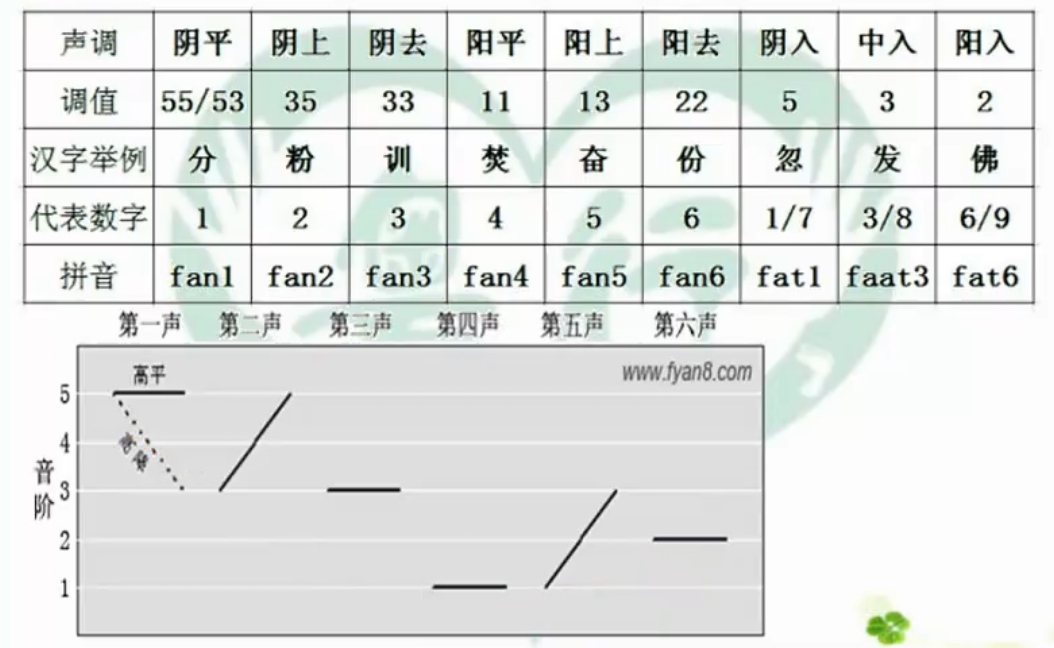 声调 阴平 阴上 阴去 阳平 阳上 阳去 阴入 中入 阳入
调值 55/53 35 33 11 13 22 5 3 2
汉字举例 分 粉 训 焚 奋 份 忽 发 佛
代表数字 1 2 3 4 5 6 1/7 3/8 6/9
拼音 fan1 fan2 fan3 fan4 fan5 fan6 fat1 faat3 fat6
第一声 第二声 第三声 第四声 第五声 第六声
高平 www.fyan8.com
5
4
音阶
3
2
1